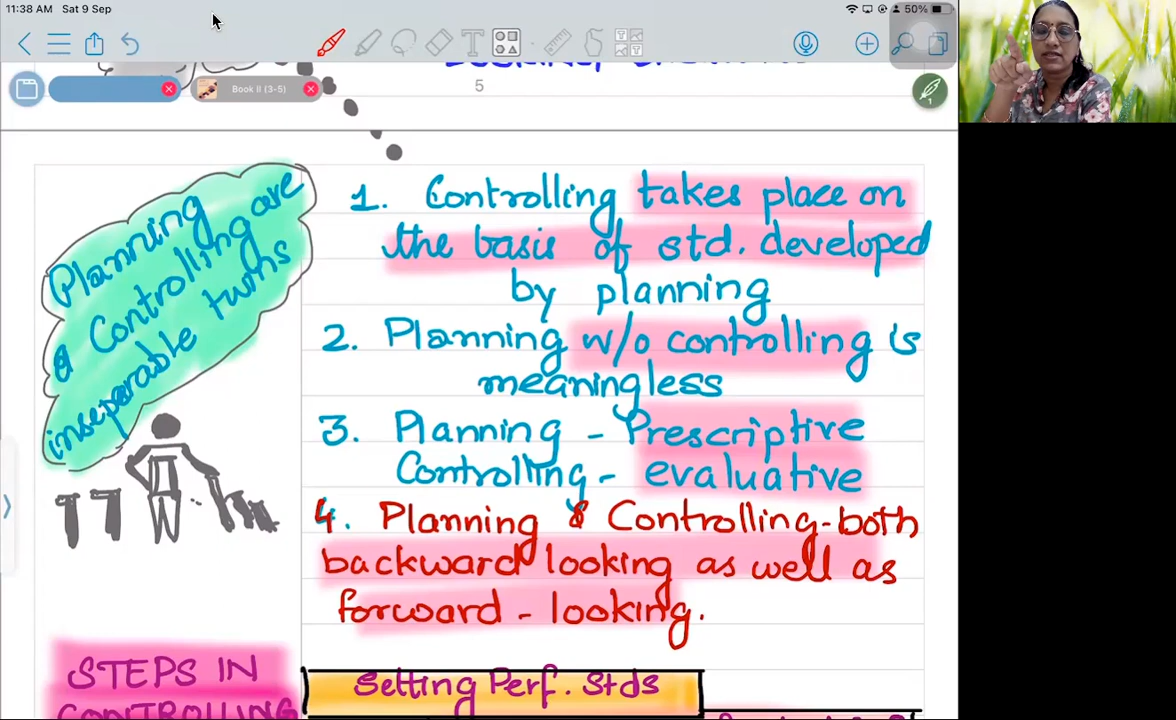 11:38 AM Sat 9 Sep
50%
Book II (3-5)
5
1
Planning
& Controlling are
inseparable twins
1. Controlling takes place on
the basis of std. developed
by planning
2. Planning w/o controlling is
meaningless
3. Planning - Prescriptive
Controlling - evaluative
4. Planning & Controlling - both
backward looking as well as
forward - looking.
STEPS IN
CONTROLLING
Setting Perf. Stds